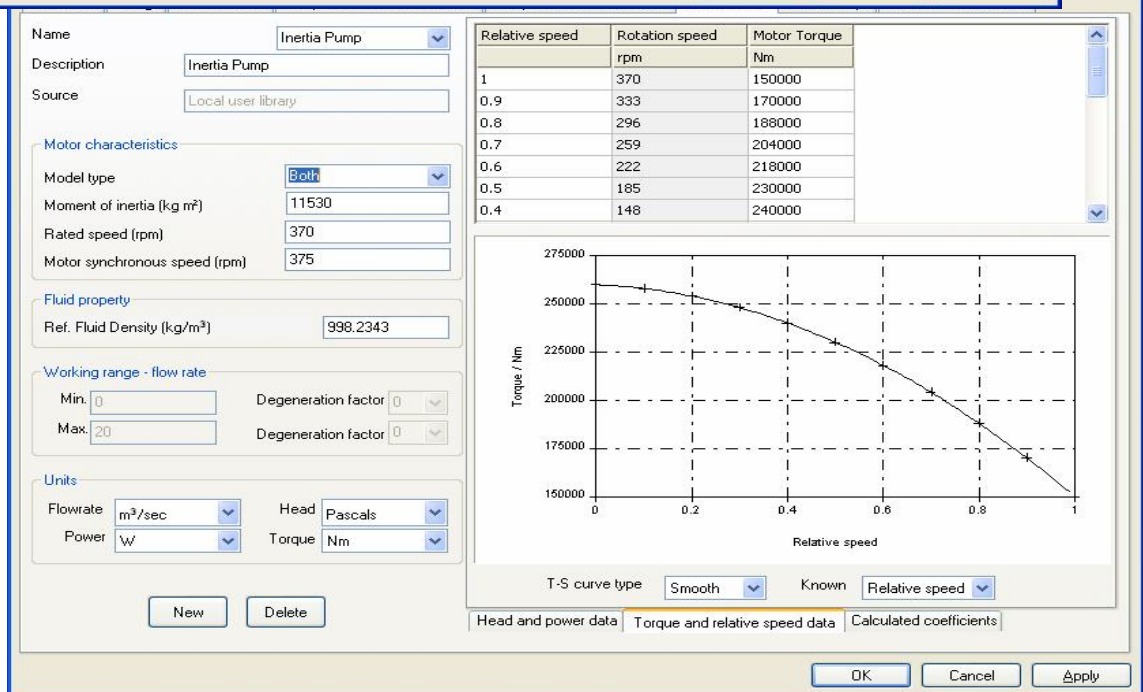 Name Inertia Pump
Description Inertia Pump
Source Local user library
Motor characteristics
Model type Both
Moment of inertia (kg m²) 11530
Rated speed (rpm) 370
Motor synchronous speed (rpm) 375
Fluid property
Ref. Fluid Density (kg/m³) 998.2343
Working range - flow rate
Min. 0 Degeneration factor 0
Max. 20 Degeneration factor 0
Units
Flowrate m³/sec Head Pascals
Power W Torque Nm
New Delete
Relative speed Rotation speed Motor Torque
rpm Nm
1 370 150000
0.9 333 170000
0.8 296 188000
0.7 259 204000
0.6 222 218000
0.5 185 230000
0.4 148 240000
275000
250000
225000
200000
175000
150000
Torque / Nm
0 0.2 0.4 0.6 0.8 1
Relative speed
T-S curve type Smooth Known Relative speed
Head and power data Torque and relative speed data Calculated coefficients
OK Cancel Apply